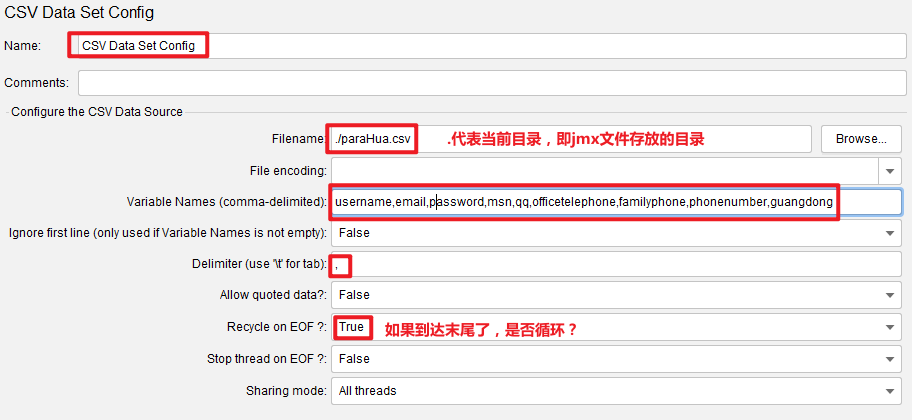 CSV Data Set Config
Name: CSV Data Set Config
Comments:
Configure the CSV Data Source
Filename: ./paraHua.csv .代表当前目录，即jmx文件存放的目录 Browse...
File encoding:
Variable Names (comma-delimited): username,email,password,msn,qq,officetelephone,familyphone,phonenumber,guangdong
Ignore first line (only used if Variable Names is not empty): False
Delimiter (use '\t' for tab): ,
Allow quoted data?: False
Recycle on EOF ?: True 如果到达末尾了，是否循环？
Stop thread on EOF ?: False
Sharing mode: All threads